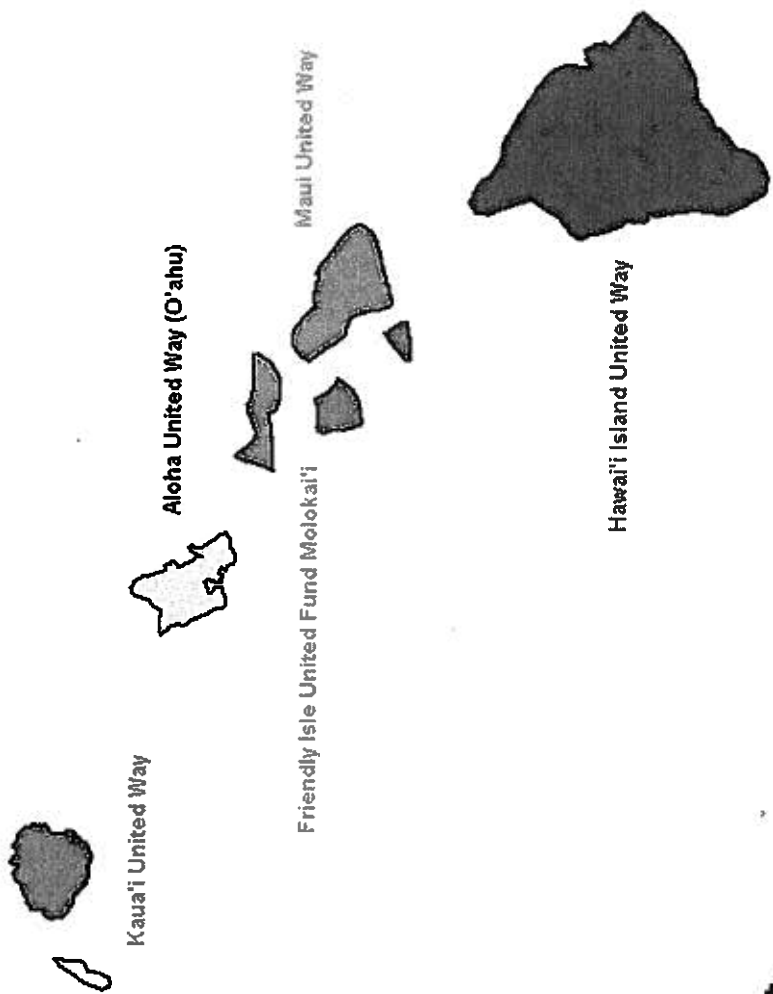 Kaua'i United Way
Aloha United Way (O'ahu)
Friendly Isle United Fund Moloka'i
Maui United Way
Hawai'i Island United Way